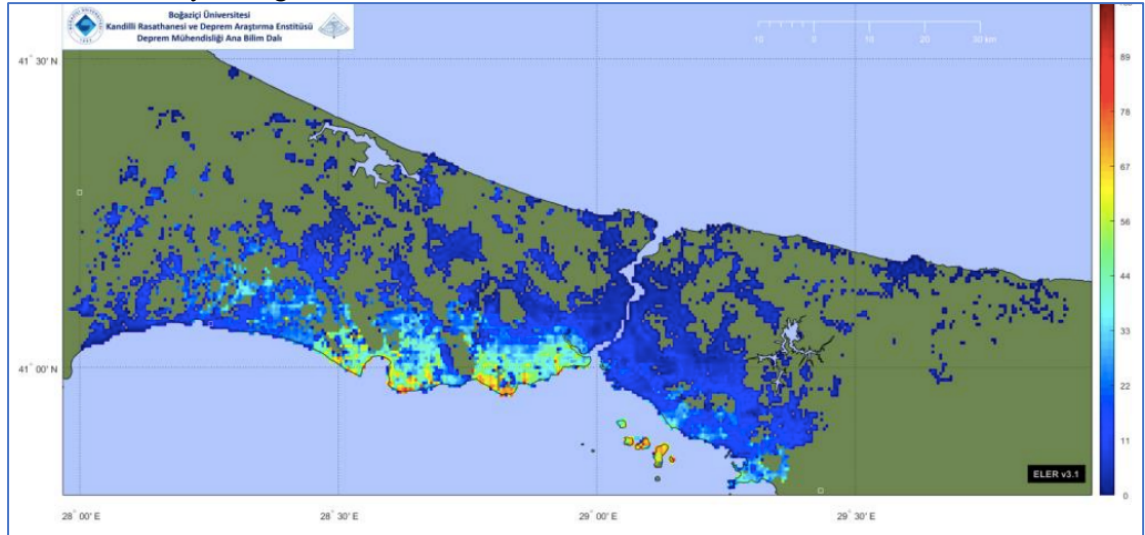 Boğaziçi Üniversitesi
Kandilli Rasathanesi ve Deprem Araştırma Enstitüsü
Deprem Mühendisliği Ana Bilim Dalı
10 0 10 20 30 km
41° 30' N
41° 00' N
28° 00' E
28° 30' E
29° 00' E
29° 30' E
89
78
67
56
44
33
22
11
0
ELER v3.1